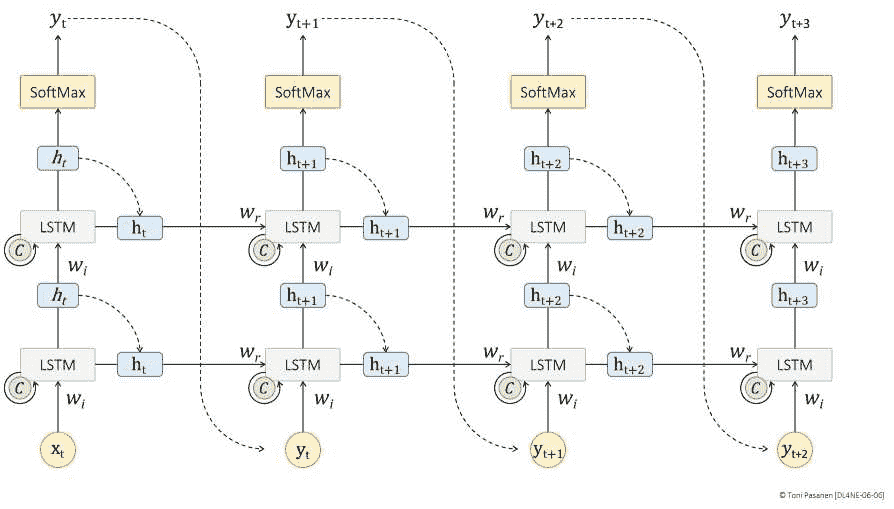 yₜ yₜ₊₁ yₜ₊₂ yₜ₊₃
SoftMax SoftMax SoftMax SoftMax
hₜ hₜ₊₁ hₜ₊₂ hₜ₊₃
LSTM hₜ wᵣ LSTM hₜ₊₁ wᵣ LSTM hₜ₊₂ wᵣ LSTM
C C C C
wᵢ wᵢ wᵢ wᵢ
hₜ hₜ₊₁ hₜ₊₂ hₜ₊₃
LSTM hₜ wᵣ LSTM hₜ₊₁ wᵣ LSTM hₜ₊₂ wᵣ LSTM
C C C C
wᵢ wᵢ wᵢ wᵢ
xₜ yₜ yₜ₊₁ yₜ₊₂
© Toni Pasanen [DL4NE-06-06]